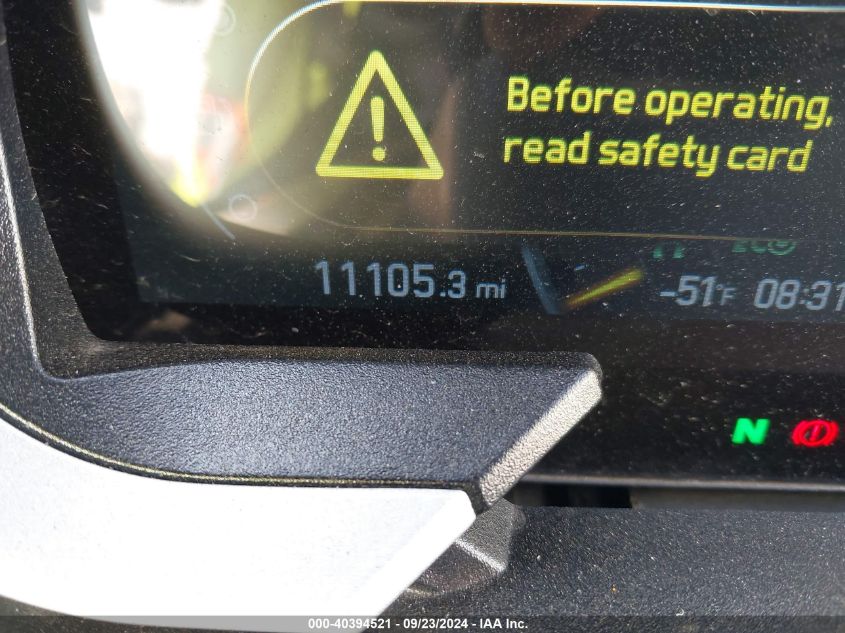 Before operating,
read safety card
11105.3 mi
-51°F 08:31
N
000-40394521 - 09/23/2024 - IAA Inc.